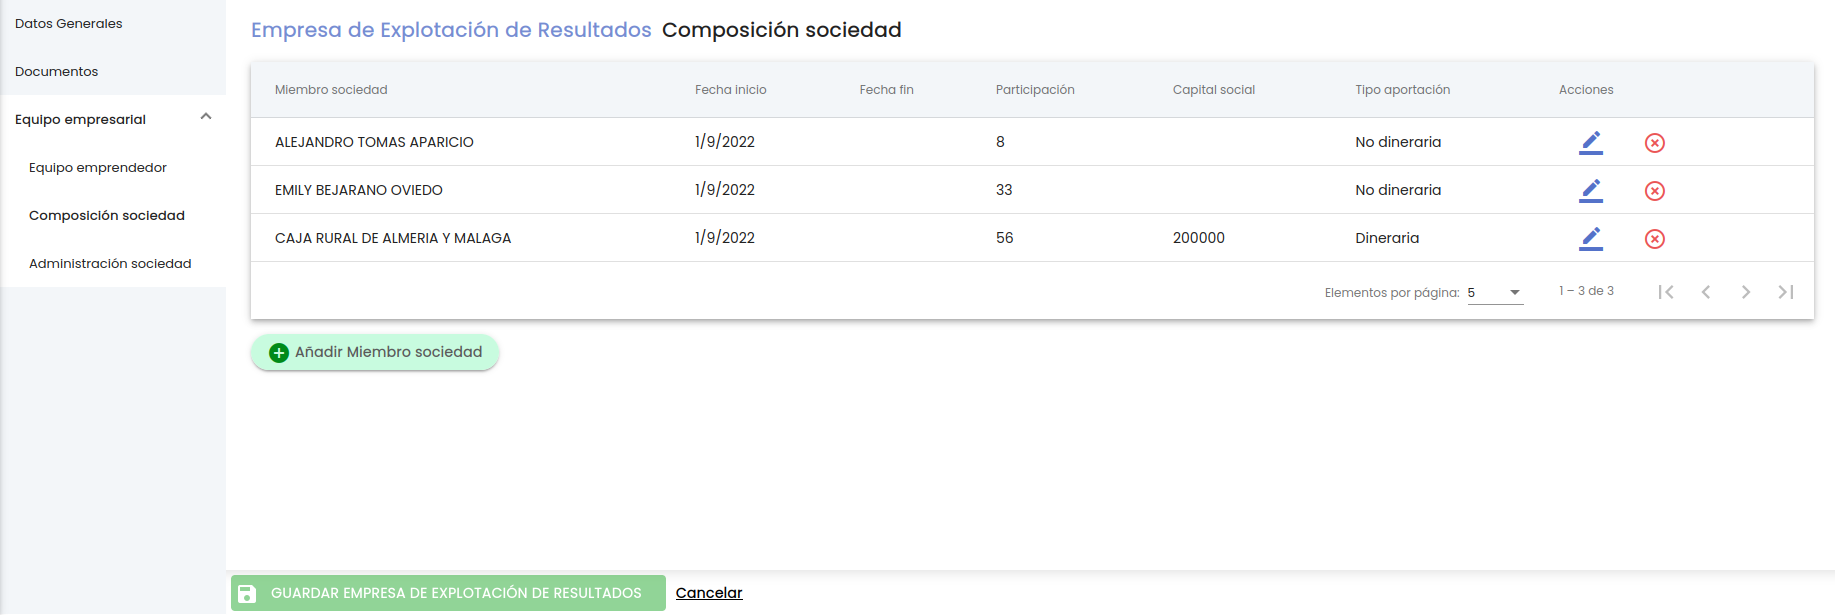 Datos Generales
Documentos
Equipo empresarial
Equipo emprendedor
Composición sociedad
Administración sociedad
Empresa de Explotación de Resultados Composición sociedad
Miembro sociedad Fecha inicio Fecha fin Participación Capital social Tipo aportación Acciones
ALEJANDRO TOMAS APARICIO 1/9/2022 8 No dineraria
EMILY BEJARANO OVIEDO 1/9/2022 33 No dineraria
CAJA RURAL DE ALMERIA Y MALAGA 1/9/2022 56 200000 Dineraria
Elementos por página: 5 1 – 3 de 3
Añadir Miembro sociedad
GUARDAR EMPRESA DE EXPLOTACIÓN DE RESULTADOS Cancelar